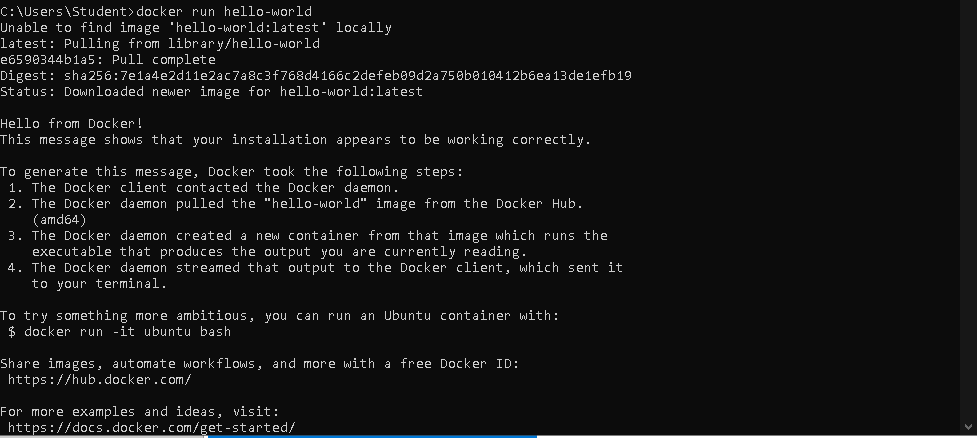 C:\Users\Student>docker run hello-world
Unable to find image 'hello-world:latest' locally
latest: Pulling from library/hello-world
e6590344b1a5: Pull complete
Digest: sha256:7e1a4e2d11e2ac7a8c3f768d4166c2defeb09d2a750b010412b6ea13de1efb19
Status: Downloaded newer image for hello-world:latest

Hello from Docker!
This message shows that your installation appears to be working correctly.

To generate this message, Docker took the following steps:
 1. The Docker client contacted the Docker daemon.
 2. The Docker daemon pulled the "hello-world" image from the Docker Hub.
    (amd64)
 3. The Docker daemon created a new container from that image which runs the
    executable that produces the output you are currently reading.
 4. The Docker daemon streamed that output to the Docker client, which sent it
    to your terminal.

To try something more ambitious, you can run an Ubuntu container with:
 $ docker run -it ubuntu bash

Share images, automate workflows, and more with a free Docker ID:
 https://hub.docker.com/

For more examples and ideas, visit:
 https://docs.docker.com/get-started/